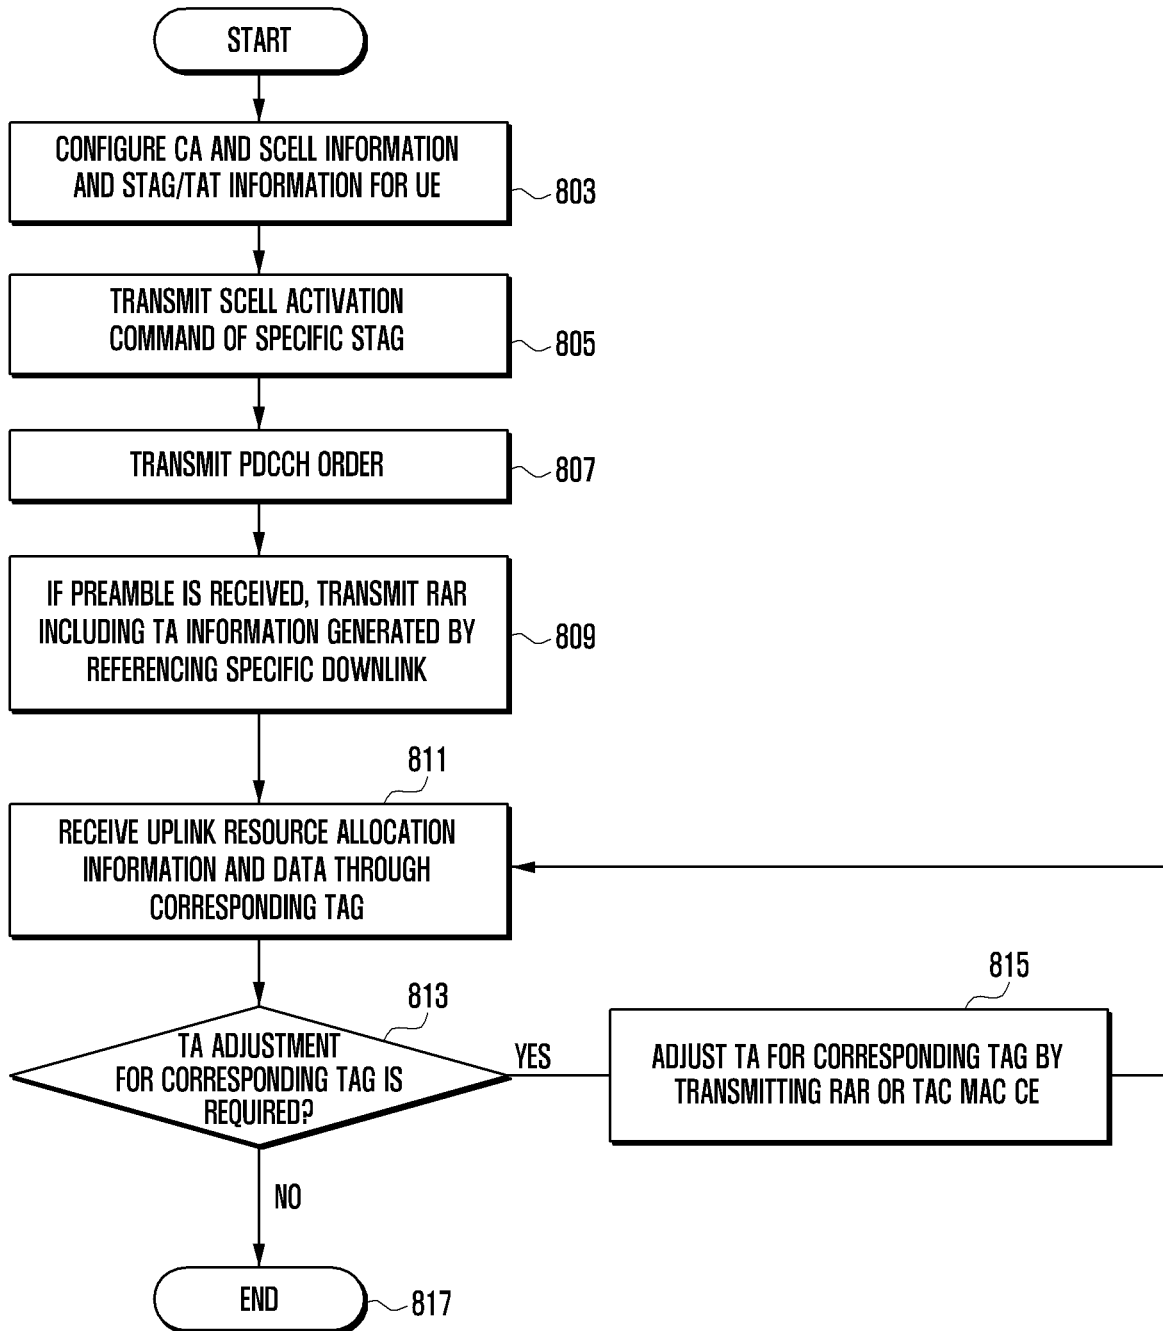 START
CONFIGURE CA AND SCELL INFORMATION
AND STAG/TAT INFORMATION FOR UE
803
TRANSMIT SCELL ACTIVATION
COMMAND OF SPECIFIC STAG
805
TRANSMIT PDCCH ORDER
807
IF PREAMBLE IS RECEIVED, TRANSMIT RAR
INCLUDING TA INFORMATION GENERATED BY
REFERENCING SPECIFIC DOWNLINK
809
811
RECEIVE UPLINK RESOURCE ALLOCATION
INFORMATION AND DATA THROUGH
CORRESPONDING TAG
813
TA ADJUSTMENT
FOR CORRESPONDING TAG IS
REQUIRED?
YES
815
ADJUST TA FOR CORRESPONDING TAG BY
TRANSMITTING RAR OR TAC MAC CE
NO
END
817